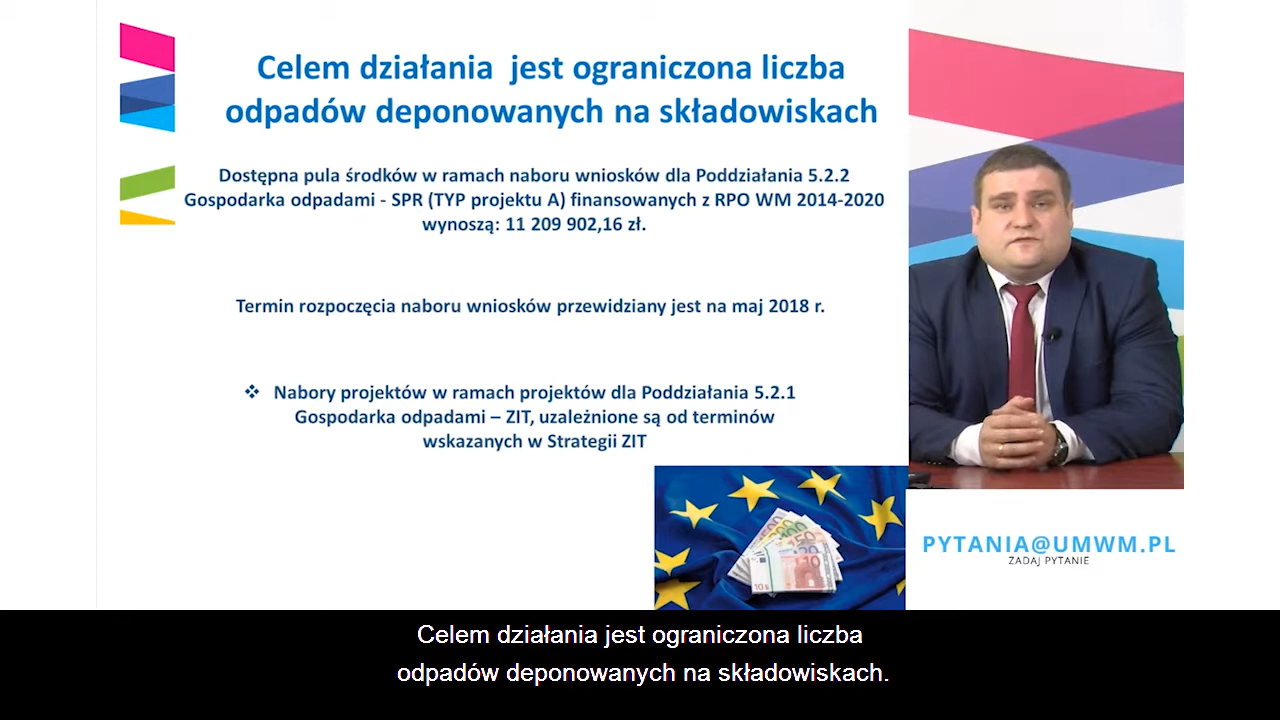 Celem działania jest ograniczona liczba
odpadów deponowanych na składowiskach
Dostępna pula środków w ramach naboru wniosków dla Poddziałania 5.2.2
Gospodarka odpadami - SPR (TYP projektu A) finansowanych z RPO WM 2014-2020
wynoszą: 11 209 902,16 zł.
Termin rozpoczęcia naboru wniosków przewidziany jest na maj 2018 r.
❖ Nabory projektów w ramach projektów dla Poddziałania 5.2.1
Gospodarka odpadami – ZIT, uzależnione są od terminów
wskazanych w Strategii ZIT
PYTANIA@UMWM.PL
ZADAJ PYTANIE
Celem działania jest ograniczona liczba
odpadów deponowanych na składowiskach.